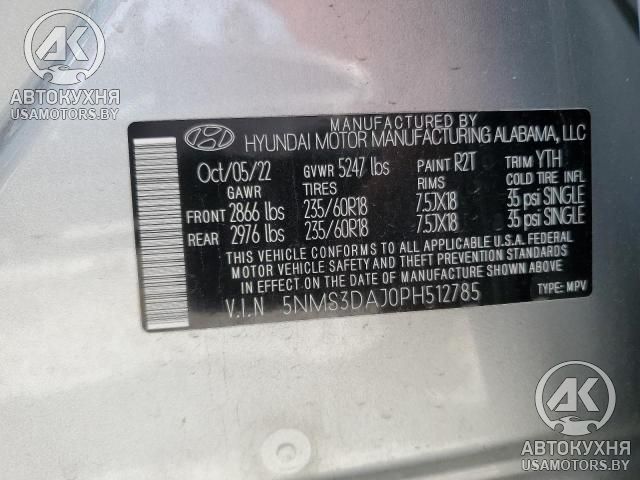 АК
АВТОКУХНЯ
USAMOTORS.BY
MANUFACTURED BY
HYUNDAI MOTOR MANUFACTURING ALABAMA, LLC
Oct/05/22 GVWR 5247 lbs PAINT R2T TRIM YTH
GAWR TIRES RIMS COLD TIRE INFL
FRONT 2866 lbs 235/60R18 7.5JX18 35 psi SINGLE
REAR 2976 lbs 235/60R18 7.5JX18 35 psi SINGLE
THIS VEHICLE CONFORMS TO ALL APPLICABLE U.S.A. FEDERAL
MOTOR VEHICLE SAFETY AND THEFT PREVENTION STANDARDS
IN EFFECT ON THE DATE OF MANUFACTURE SHOWN ABOVE.
V.I.N 5NMS3DAJ0PH512785 TYPE: MPV
АК
АВТОКУХНЯ
USAMOTORS.BY